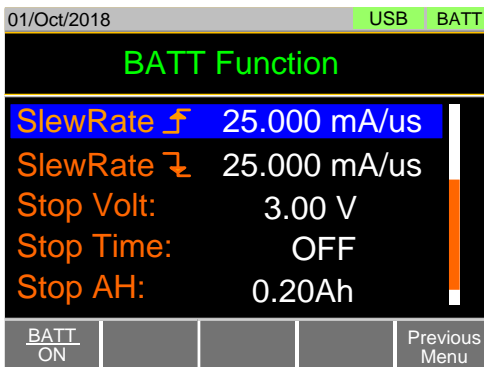 01/Oct/2018 USB BATT
BATT Function
SlewRate 25.000 mA/us
SlewRate 25.000 mA/us
Stop Volt: 3.00 V
Stop Time: OFF
Stop AH: 0.20Ah
BATT Previous
ON Menu